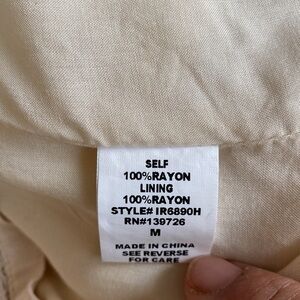 SELF
100%RAYON
LINING
100%RAYON
STYLE# IR6890H
RN#139726
M
MADE IN CHINA
SEE REVERSE
FOR CARE